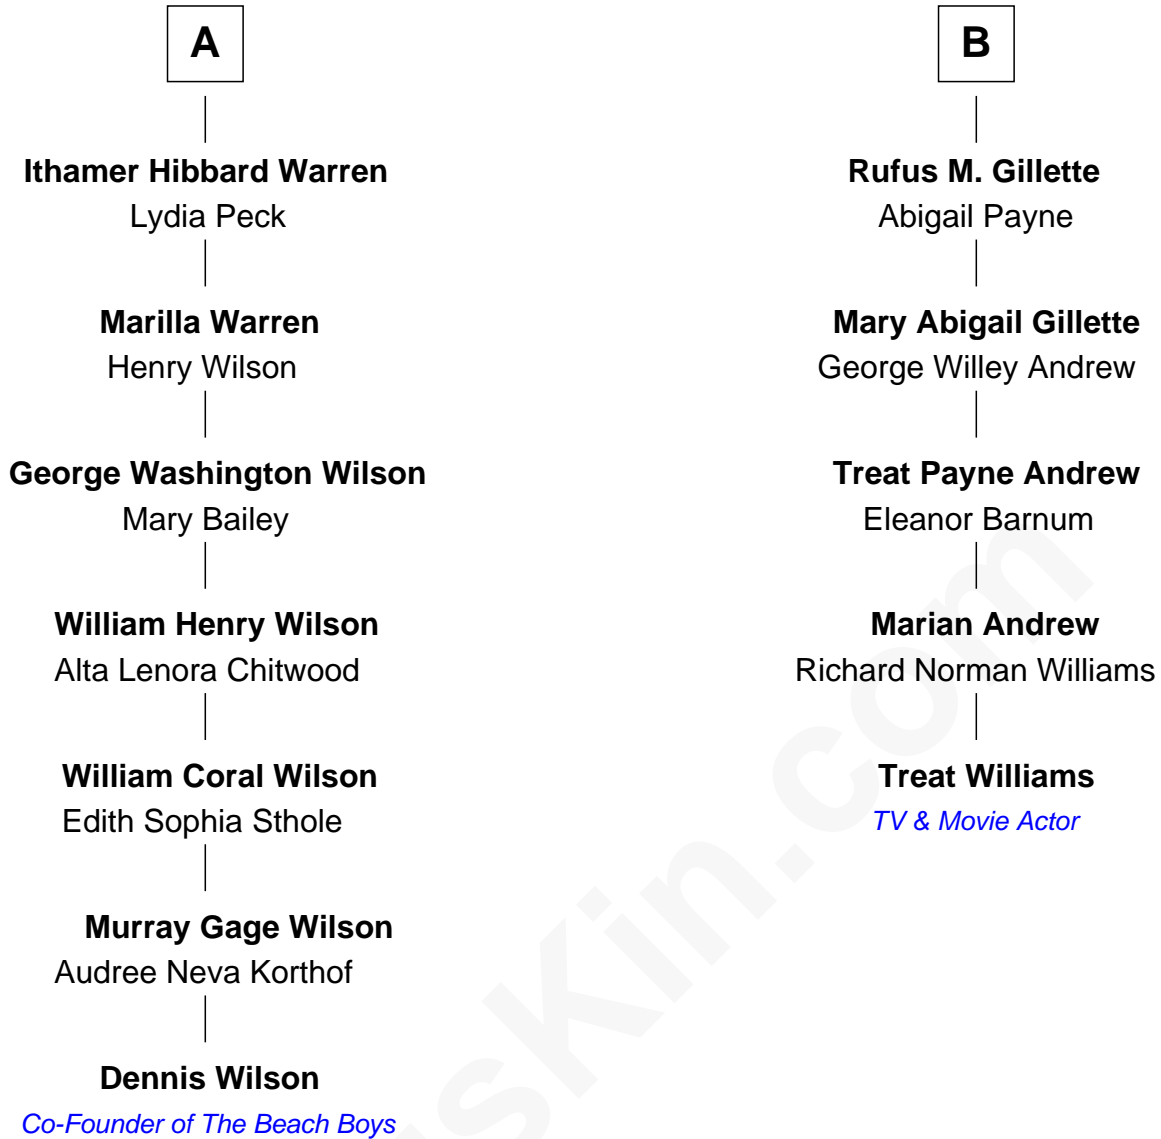 A
Ithamer Hibbard Warren
Lydia Peck
Marilla Warren
Henry Wilson
George Washington Wilson
Mary Bailey
William Henry Wilson
Alta Lenora Chitwood
William Coral Wilson
Edith Sophia Sthole
Murray Gage Wilson
Audree Neva Korthof
Dennis Wilson
Co-Founder of The Beach Boys
B
Rufus M. Gillette
Abigail Payne
Mary Abigail Gillette
George Willey Andrew
Treat Payne Andrew
Eleanor Barnum
Marian Andrew
Richard Norman Williams
Treat Williams
TV & Movie Actor
sKin.com